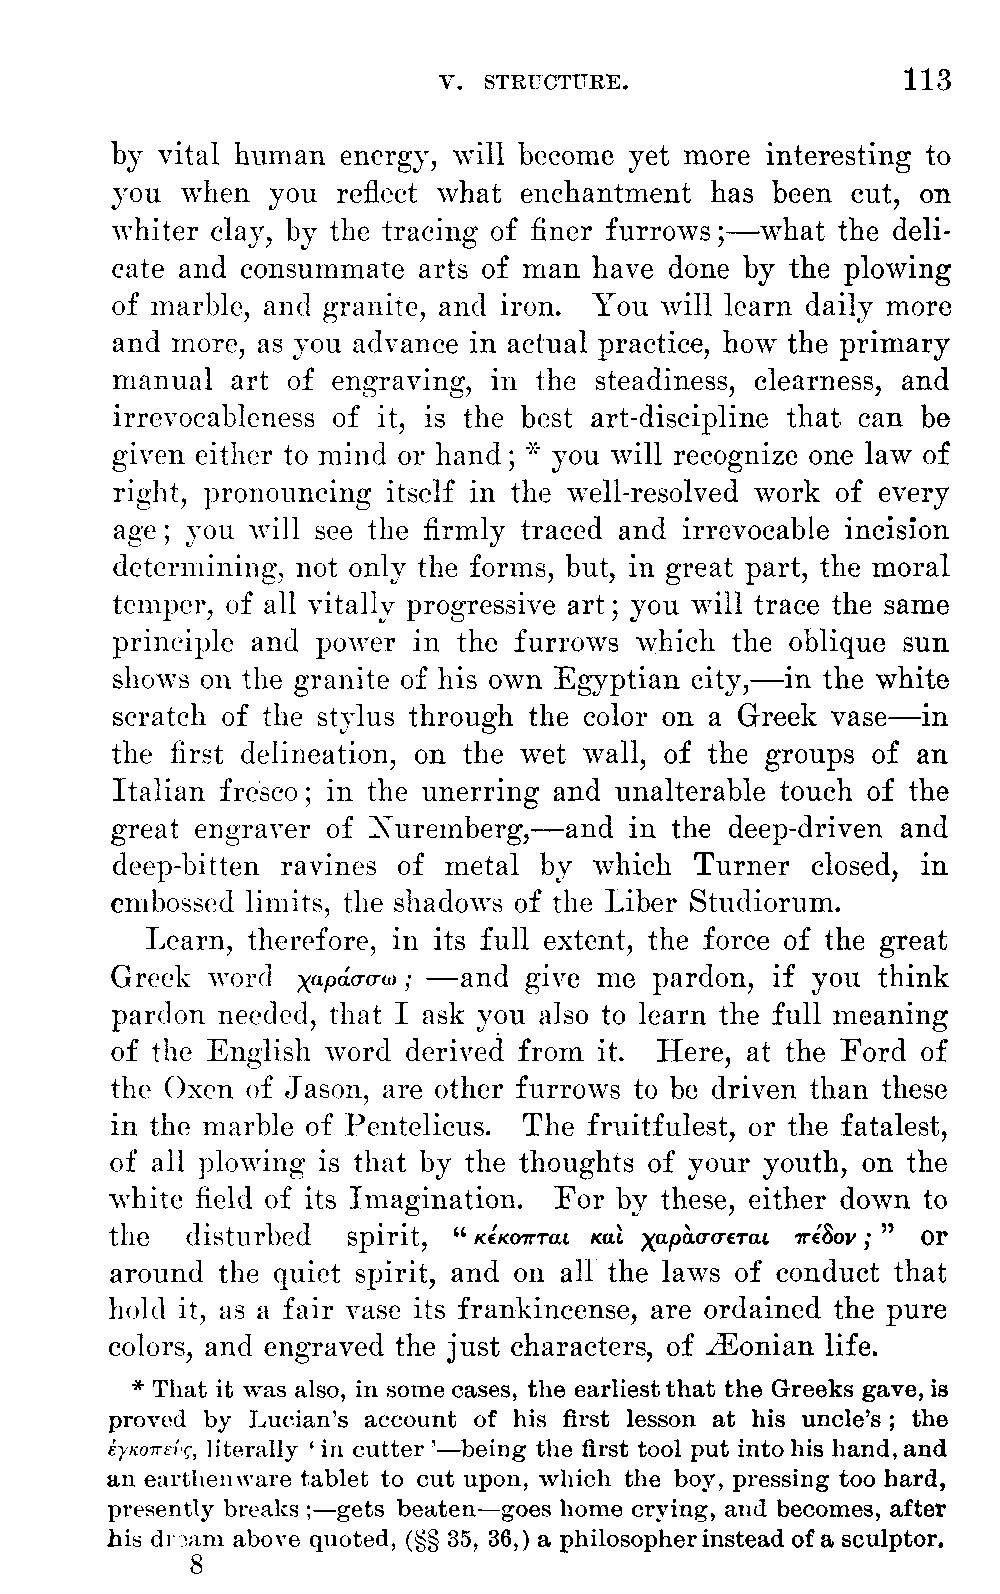 V. STRUCTURE. 113
by vital human energy, will become yet more interesting to
you when you reflect what enchantment has been cut, on
whiter clay, by the tracing of finer furrows;—what the deli-
cate and consummate arts of man have done by the plowing
of marble, and granite, and iron. You will learn daily more
and more, as you advance in actual practice, how the primary
manual art of engraving, in the steadiness, clearness, and
irrevocableness of it, is the best art-discipline that can be
given either to mind or hand; * you will recognize one law of
right, pronouncing itself in the well-resolved work of every
age; you will see the firmly traced and irrevocable incision
determining, not only the forms, but, in great part, the moral
temper, of all vitally progressive art; you will trace the same
principle and power in the furrows which the oblique sun
shows on the granite of his own Egyptian city,—in the white
scratch of the stylus through the color on a Greek vase—in
the first delineation, on the wet wall, of the groups of an
Italian fresco; in the unerring and unalterable touch of the
great engraver of Nuremberg,—and in the deep-driven and
deep-bitten ravines of metal by which Turner closed, in
embossed limits, the shadows of the Liber Studiorum.
Learn, therefore, in its full extent, the force of the great
Greek word χαράσσω; —and give me pardon, if you think
pardon needed, that I ask you also to learn the full meaning
of the English word derived from it. Here, at the Ford of
the Oxen of Jason, are other furrows to be driven than these
in the marble of Pentelicus. The fruitfulest, or the fatalest,
of all plowing is that by the thoughts of your youth, on the
white field of its Imagination. For by these, either down to
the disturbed spirit, “κέκοπται καὶ χαράσσεται πέδον;” or
around the quiet spirit, and on all the laws of conduct that
hold it, as a fair vase its frankincense, are ordained the pure
colors, and engraved the just characters, of Æonian life.
* That it was also, in some cases, the earliest that the Greeks gave, is
proved by Lucian's account of his first lesson at his uncle's; the
ἐγκοπεύς, literally ‘in cutter’—being the first tool put into his hand, and
an earthenware tablet to cut upon, which the boy, pressing too hard,
presently breaks;—gets beaten—goes home crying, and becomes, after
his dream above quoted, (§§ 35, 36,) a philosopher instead of a sculptor.
8